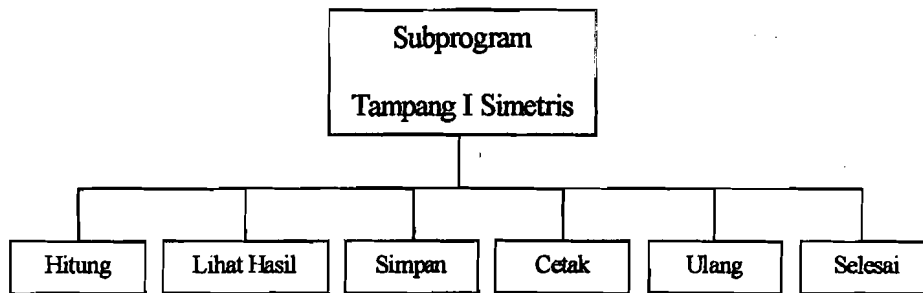 Subprogram
Tampang I Simetris
Hitung
Lihat Hasil
Simpan
Cetak
Ulang
Selesai